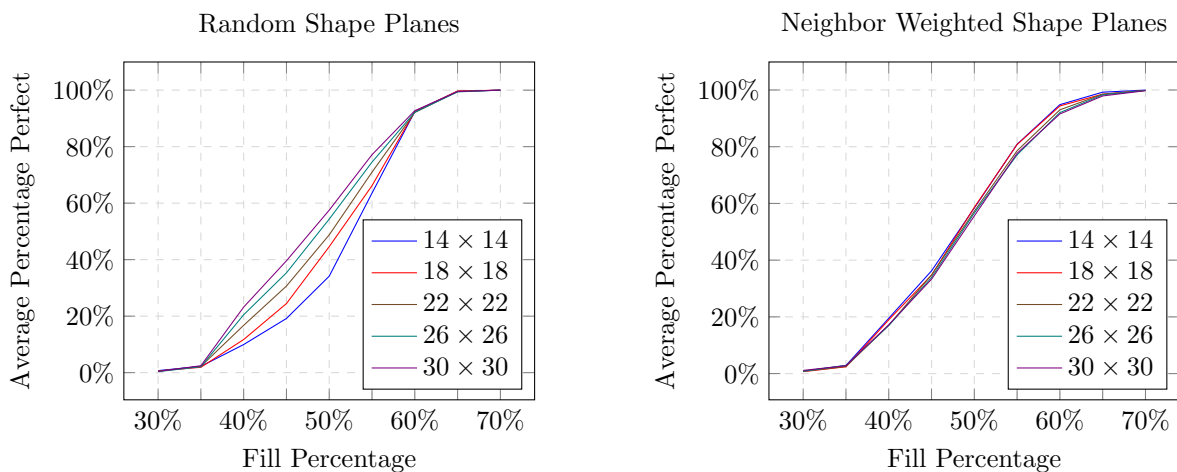 Random Shape Planes
Average Percentage Perfect
100%
80%
60%
40%
20%
0%
30%
40%
50%
60%
70%
Fill Percentage
14 × 14
18 × 18
22 × 22
26 × 26
30 × 30
Neighbor Weighted Shape Planes
Average Percentage Perfect
100%
80%
60%
40%
20%
0%
30%
40%
50%
60%
70%
Fill Percentage
14 × 14
18 × 18
22 × 22
26 × 26
30 × 30